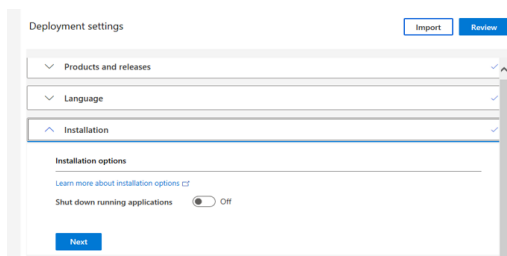 Deployment settings
Import
Review
Products and releases
Language
Installation
Installation options
Learn more about installation options
Shut down running applications
Off
Next